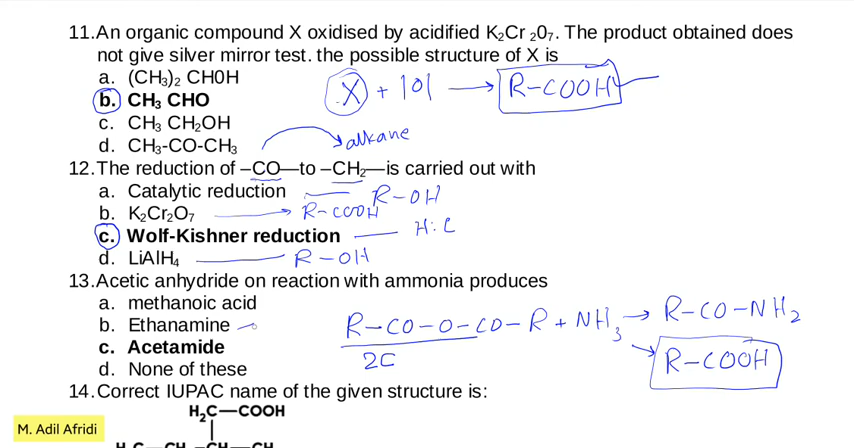 11.An organic compound X oxidised by acidified K₂Cr ₂0₇. The product obtained does
not give silver mirror test. the possible structure of X is
a. (CH₃)₂ CH0H
b. CH₃ CHO
c. CH₃ CH₂OH
d. CH₃-CO-CH₃
X + 101 → R-COOH
alkane
12.The reduction of –CO—to –CH₂—is carried out with
a. Catalytic reduction R-OH
b. K₂Cr₂O₇ → R-COOH
c. Wolf-Kishner reduction H.C
d. LiAlH₄ R-OH
13.Acetic anhydride on reaction with ammonia produces
a. methanoic acid
b. Ethanamine
c. Acetamide
d. None of these
R-CO-O-CO-R + NH₃ → R-CO-NH₂
2C
R-COOH
14.Correct IUPAC name of the given structure is:
H₂C—COOH
M. Adil Afridi